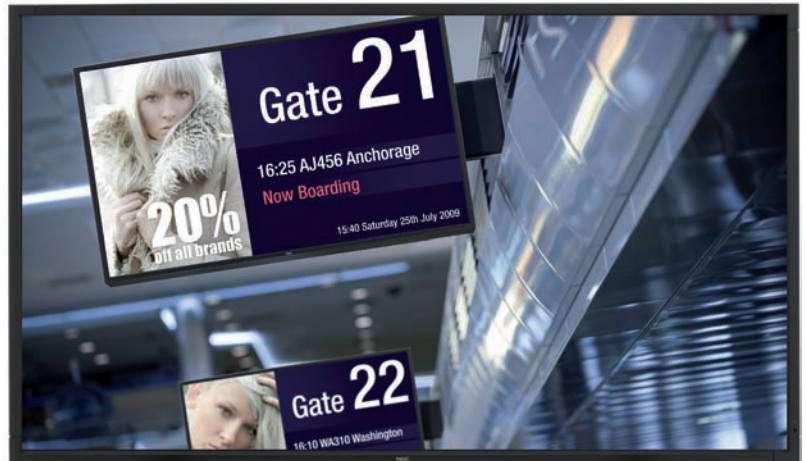 Gate 21
16:25 AJ456 Anchorage
Now Boarding
15:40 Saturday 25th July 2009
20%
off all brands
Gate 22
16:10 WA310 Washington
NEC